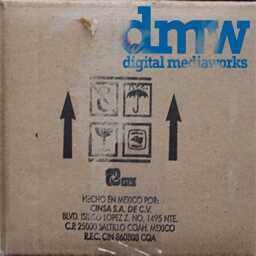 dmw
digital mediaworks
HECHO EN MEXICO POR:
CINSA S.A. DE C.V.
BLVD. ISIDRO LOPEZ Z. NO. 1495 NTE.
C.P. 25000 SALTILLO COAH. MEXICO
R.F.C. CIN 860808 CQA